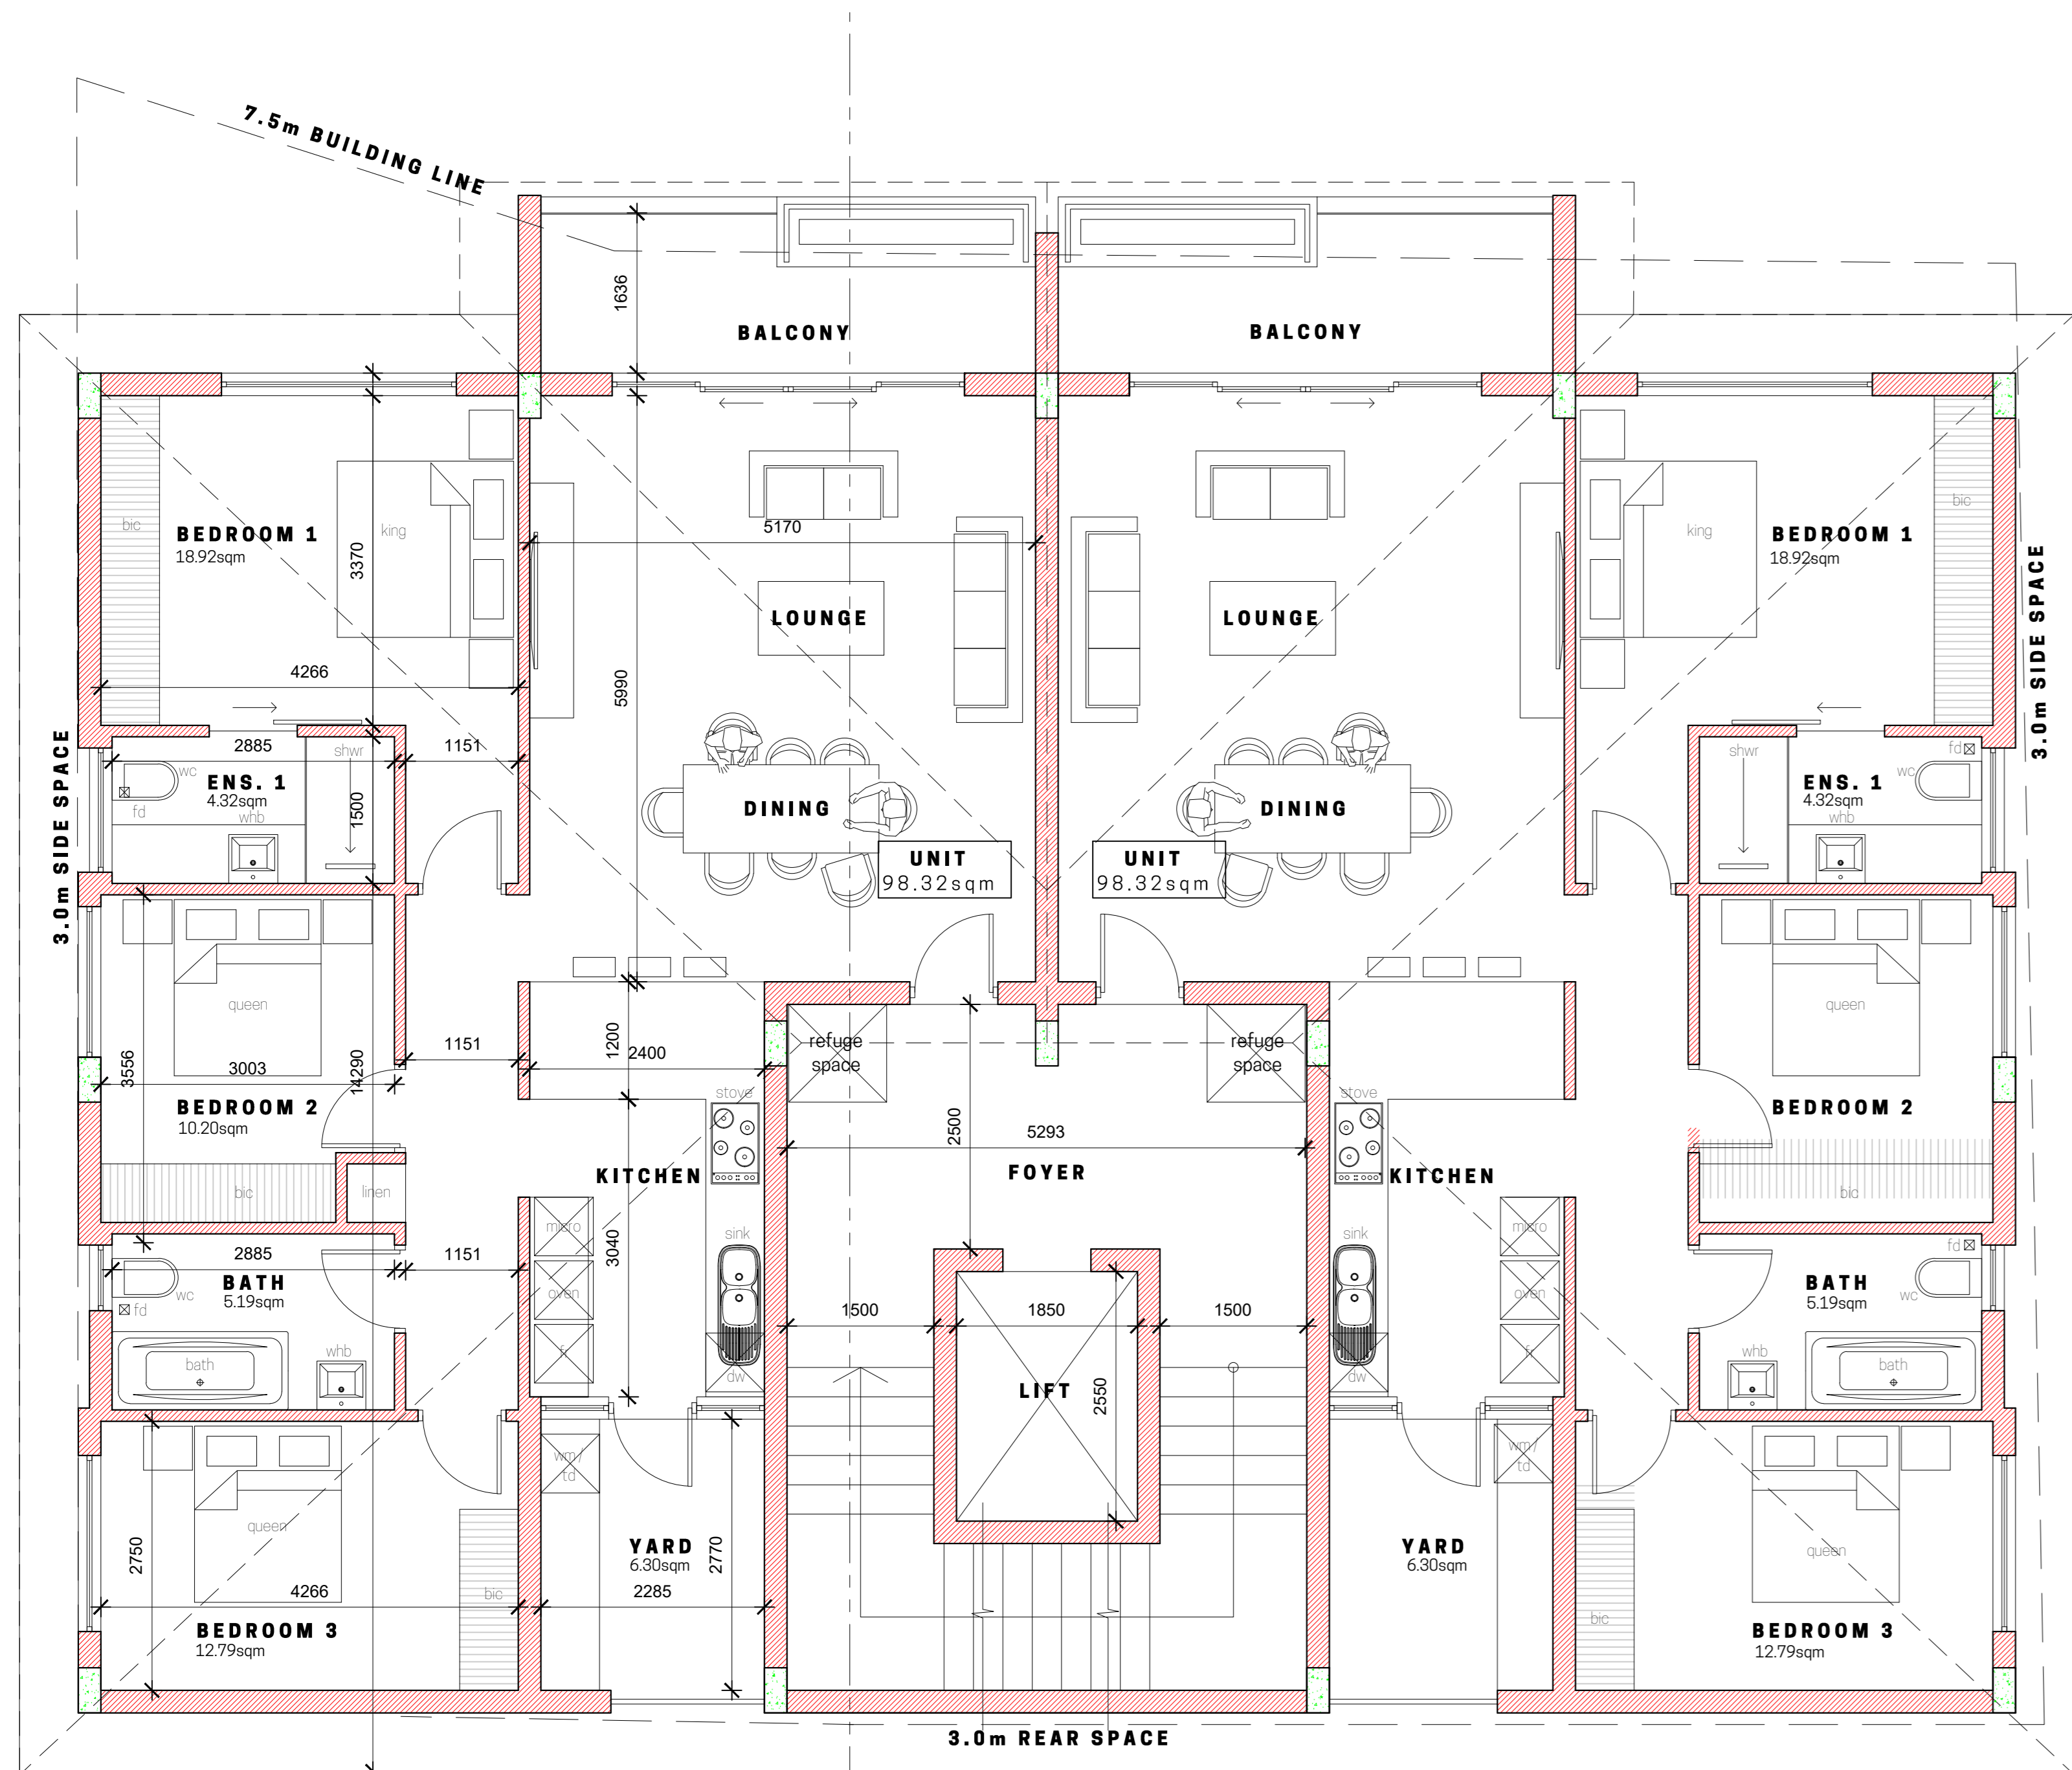 7.5m BUILDING LINE
1636
BALCONY
BALCONY
bic
BEDROOM 1
18.92sqm
king
3370
4266
5170
LOUNGE
5990
LOUNGE
king
BEDROOM 1
18.92sqm
bic
3.0m SIDE SPACE
3.0m SIDE SPACE
2885
1151
shwr
wc
ENS. 1
4.32sqm
fd
whb
1500
DINING
UNIT
98.32sqm
DINING
UNIT
98.32sqm
shwr
fd
wc
ENS. 1
4.32sqm
whb
queen
3556
3003
14290
1151
BEDROOM 2
10.20sqm
bic
linen
1200
2400
stove
KITCHEN
micro
sink
oven
3040
fr
dw
refuge
space
refuge
space
2500
5293
FOYER
stove
KITCHEN
micro
sink
oven
fr
dw
queen
BEDROOM 2
bic
2885
1151
BATH
5.19sqm
wc
fd
bath
whb
1500
1850
1500
LIFT
2550
fd
BATH
5.19sqm
wc
whb
bath
wm/
td
queen
2750
4266
bic
BEDROOM 3
12.79sqm
YARD
6.30sqm
2770
2285
wm/
td
YARD
6.30sqm
queen
bic
BEDROOM 3
12.79sqm
3.0m REAR SPACE